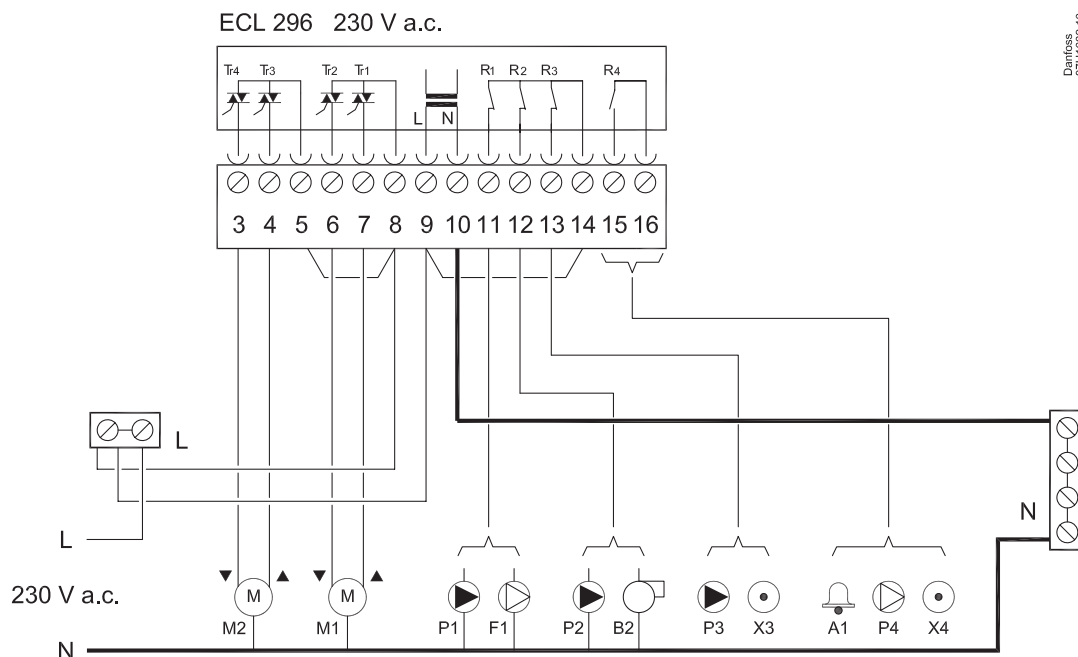 ECL 296 230 V a.c.
Danfoss
Tr4 Tr3 Tr2 Tr1 R1 R2 R3 R4
L N
3 4 5 6 7 8 9 10 11 12 13 14 15 16
L
L
N
230 V a.c.
M M
M2 M1 P1 F1 P2 B2 P3 X3 A1 P4 X4
N